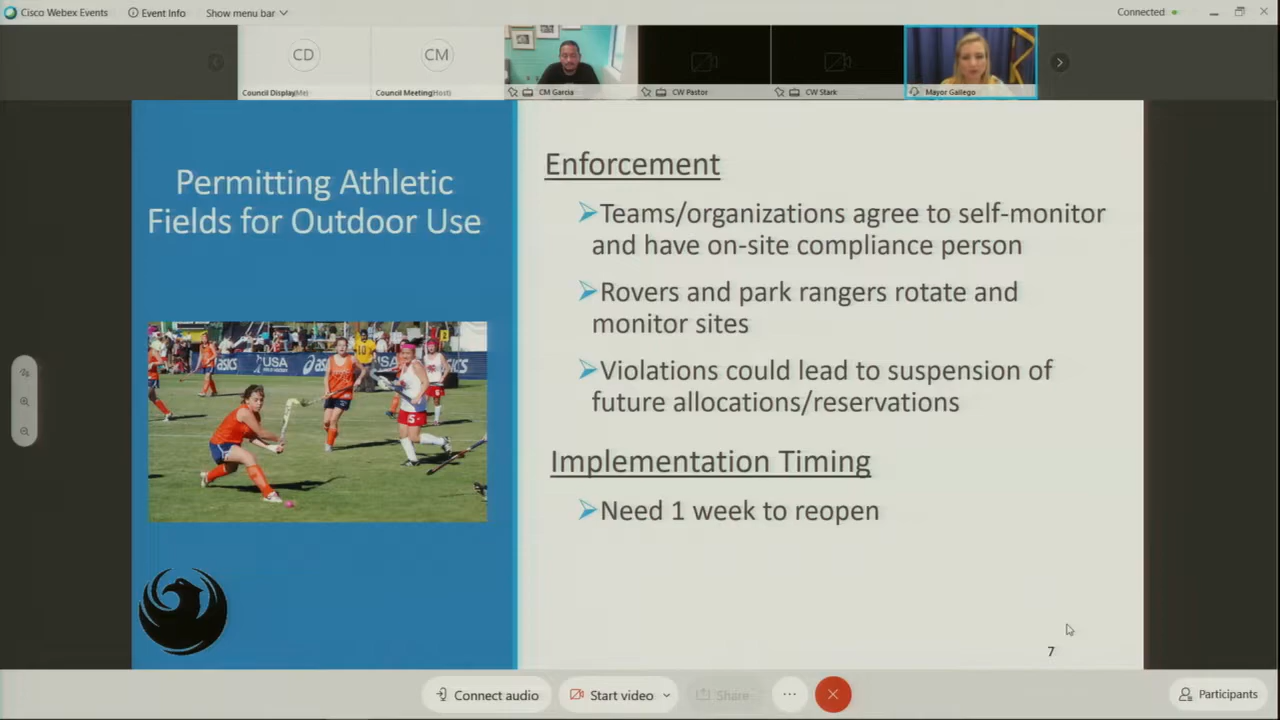 Cisco Webex Events
Event Info
Show menu bar
Connected
CD
CM
Council Display(Me)
Council Meeting(Host)
CM Garcia
CW Pastor
CW Stark
Mayor Gallego
Permitting Athletic
Fields for Outdoor Use
asics
USA
asics
Enforcement
Teams/organizations agree to self-monitor
and have on-site compliance person
Rovers and park rangers rotate and
monitor sites
Violations could lead to suspension of
future allocations/reservations
Implementation Timing
Need 1 week to reopen
7
Connect audio
Start video
Share
Participants